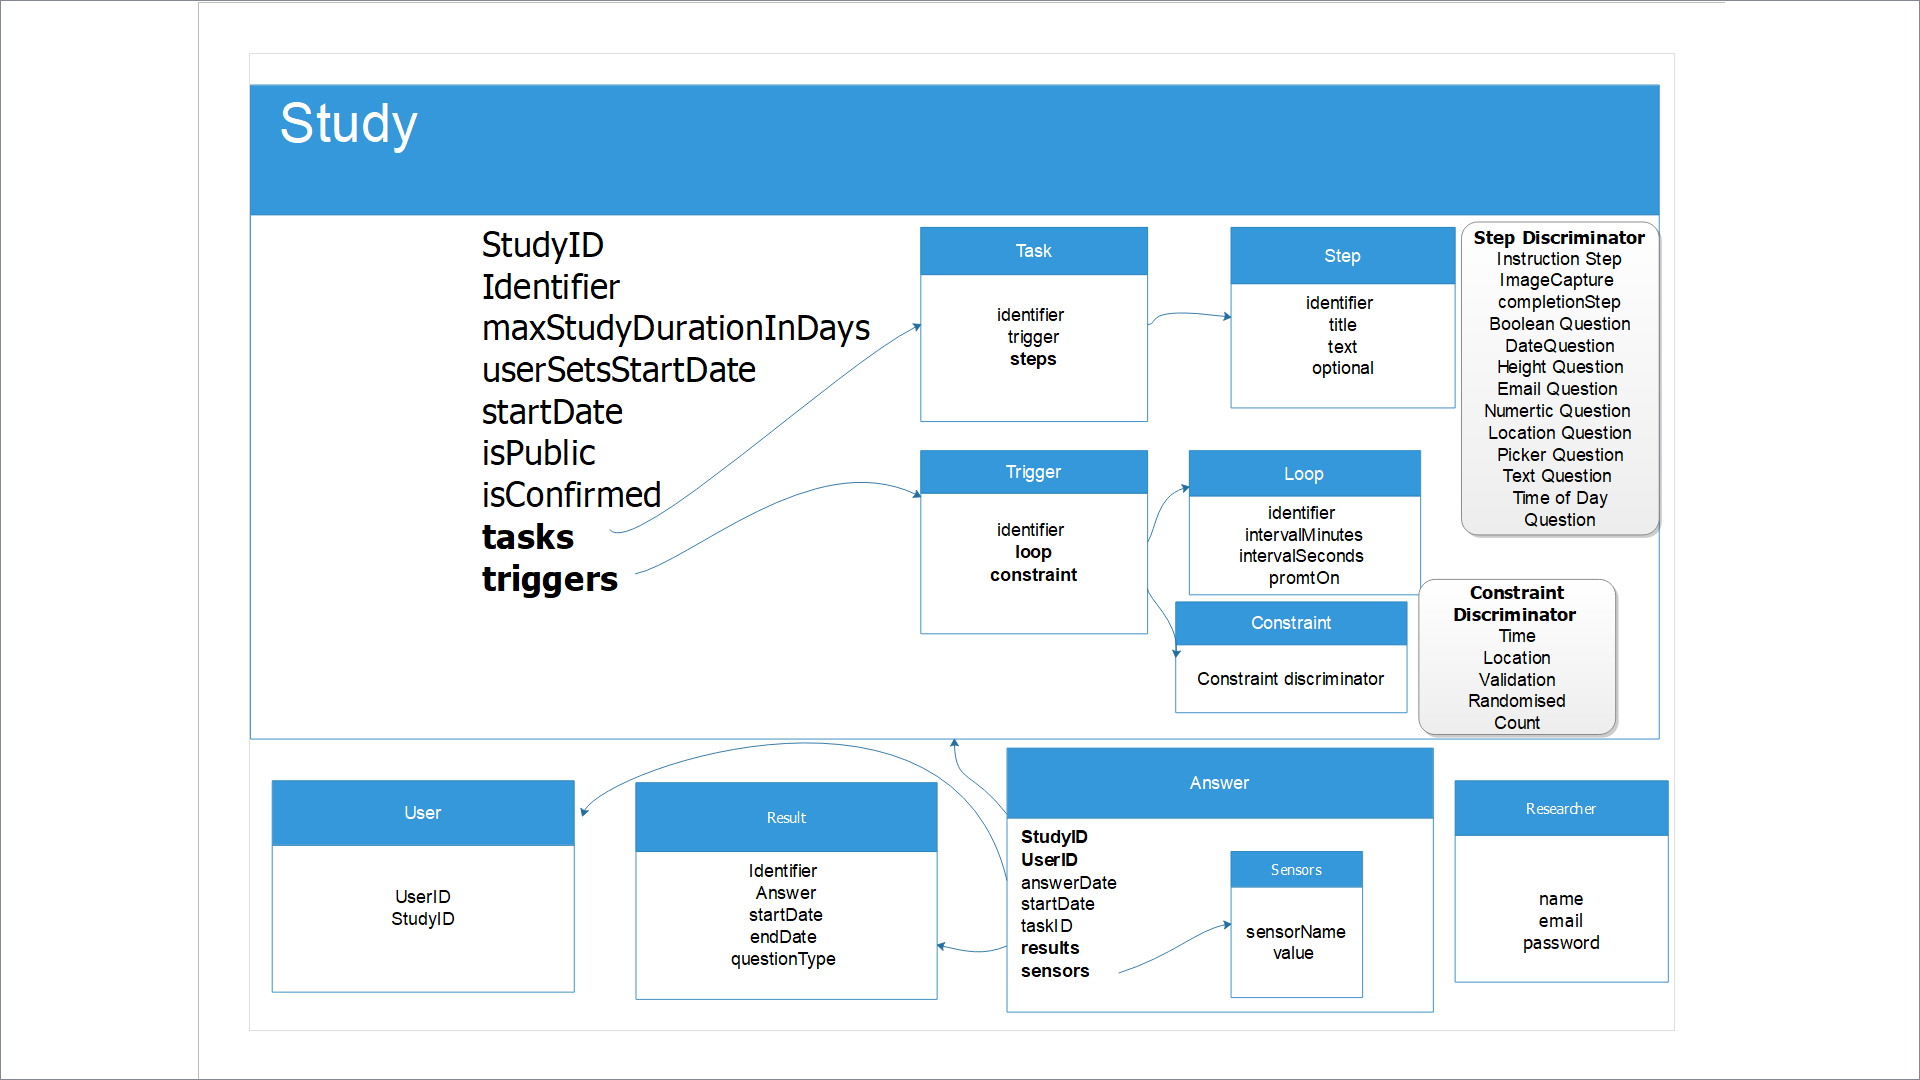 Study
StudyID
Identifier
maxStudyDurationInDays
userSetsStartDate
startDate
isPublic
isConfirmed
tasks
triggers
Task
identifier
trigger
steps
Step
identifier
title
text
optional
Step Discriminator
Instruction Step
ImageCapture
completionStep
Boolean Question
DateQuestion
Height Question
Email Question
Numertic Question
Location Question
Picker Question
Text Question
Time of Day
Question
Trigger
identifier
loop
constraint
Loop
identifier
intervalMinutes
intervalSeconds
promtOn
Constraint
Constraint discriminator
Constraint
Discriminator
Time
Location
Validation
Randomised
Count
User
UserID
StudyID
Result
Identifier
Answer
startDate
endDate
questionType
Answer
StudyID
UserID
answerDate
startDate
taskID
results
sensors
Sensors
sensorName
value
Researcher
name
email
password